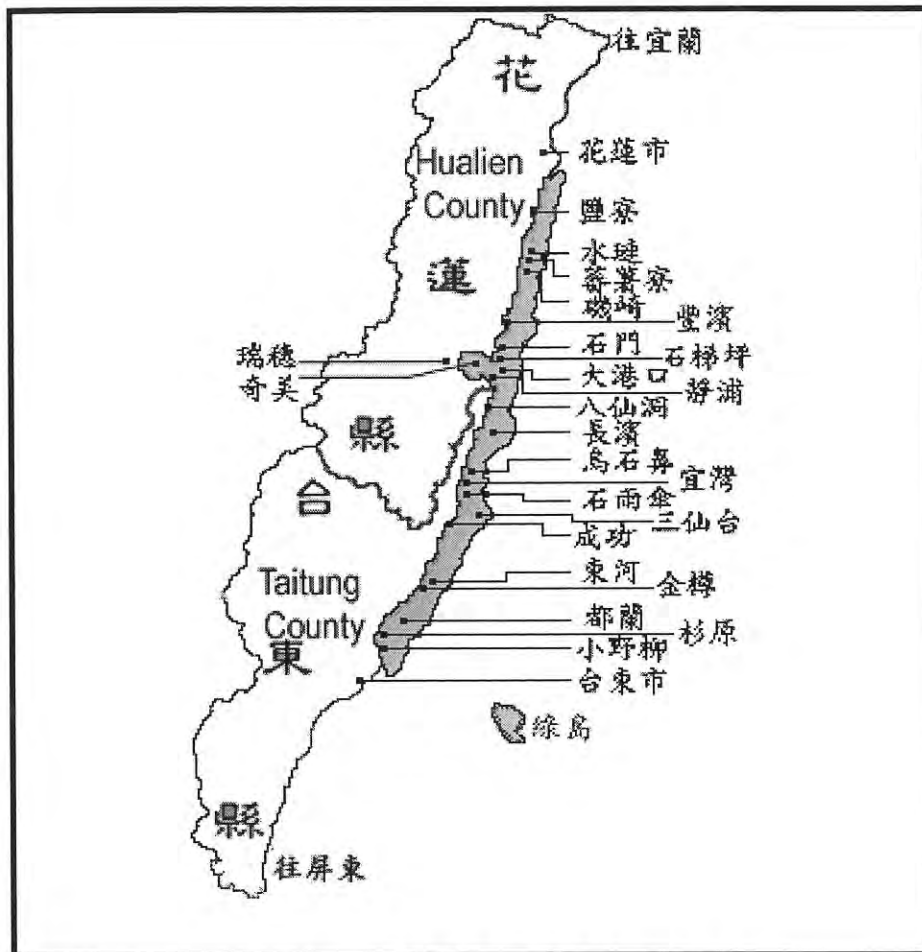 往宜蘭
花
花蓮市
Hualien
County
鹽寮
水璉
蕃薯寮
蓮
磯崎
豐濱
石門
瑞穗
石梯坪
大港口
奇美
靜浦
八仙洞
縣
長濱
烏石鼻
宜灣
台
石雨傘
三仙台
成功
東河
Taitung
金樽
County
都蘭
杉原
東
小野柳
台東市
綠島
縣
往屏東